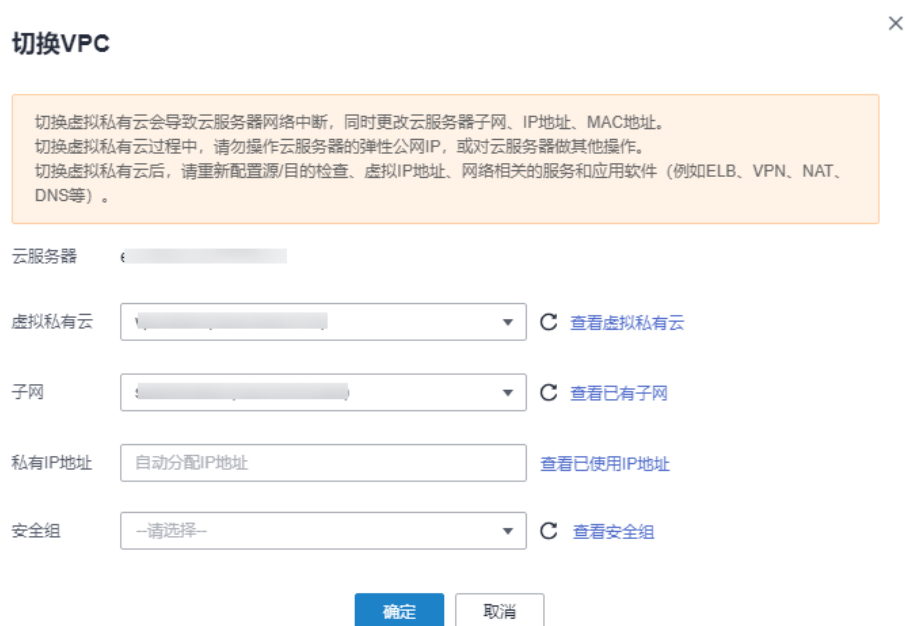 切换VPC
切换虚拟私有云会导致云服务器网络中断，同时更改云服务器子网、IP地址、MAC地址。
切换虚拟私有云过程中，请勿操作云服务器的弹性公网IP，或对云服务器做其他操作。
切换虚拟私有云后，请重新配置源/目的检查、虚拟IP地址、网络相关的服务和应用软件（例如ELB、VPN、NAT、
DNS等）。
云服务器
虚拟私有云 查看虚拟私有云
子网 查看已有子网
私有IP地址 自动分配IP地址 查看已使用IP地址
安全组 --请选择-- 查看安全组
确定 取消